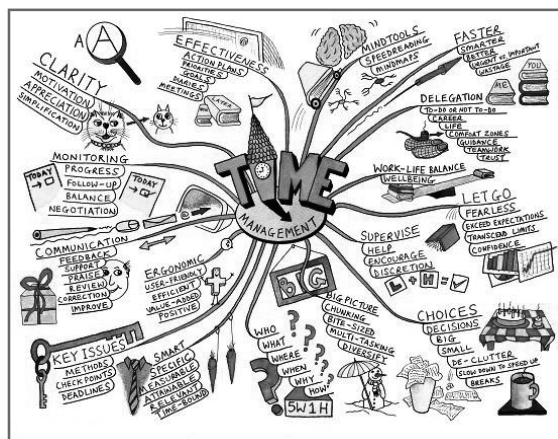 A A
EFFECTIVENESS
ACTION PLANS
PRIORITIES
GOALS
DIARIES
MEETINGS
LATER
MINDTOOLS
SPEEDREADING
MINDMAPS
FASTER
SMARTER
BETTER
URGENT vs IMPORTANT
WASTAGE
CLARITY
MOTIVATION
APPRECIATION
SIMPLIFICATION
DELEGATION
TO-DO OR NOT TO-DO
CAREER
LIFE
COMFORT ZONES
GUIDANCE
TEAMWORK
TRUST
ME
YOU
MONITORING
PROGRESS
FOLLOW-UP
BALANCE
NEGOTIATION
TODAY
TODAY
TIME
MANAGEMENT
WORK-LIFE BALANCE
WELLBEING
LET GO
FEARLESS
EXCEED EXPECTATIONS
TRANSCEND LIMITS
CONFIDENCE
COMMUNICATION
FEEDBACK
SUPPORT
PRAISE
REVIEW
CORRECTION
IMPROVE
ERGONOMIC
USER-FRIENDLY
EFFICIENT
VALUE-ADDED
POSITIVE
SUPERVISE
HELP
ENCOURAGE
DISCRETION
L + H =
BIG
BIG PICTURE
CHUNKING
BITE-SIZED
MULTI-TASKING
DIVERSIFY
CHOICES
DECISIONS
BIG
SMALL
DE-CLUTTER
SLOW DOWN TO SPEED UP
BREAKS
KEY ISSUES
METHODS
CHECKPOINTS
DEADLINES
SMART
SPECIFIC
MEASURABLE
ATTAINABLE
RELEVANT
TIME-BOUND
WHO
WHAT
WHERE
WHEN
WHY
HOW
5W1H